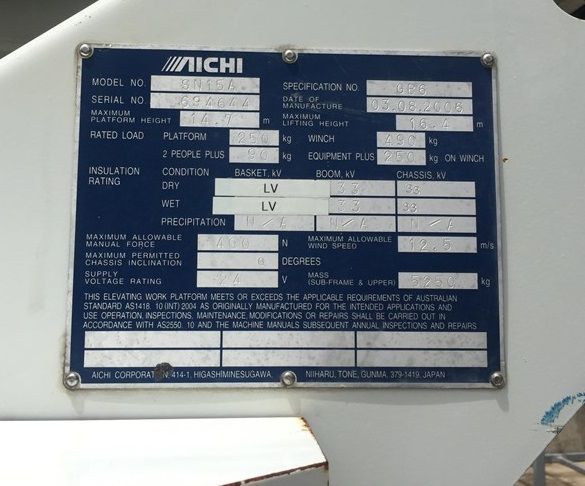 AICHI
MODEL NO. SN15A SPECIFICATION NO. GB6
SERIAL NO. 694644 DATE OF MANUFACTURE 03.08.2006
MAXIMUM PLATFORM HEIGHT 14.7 m MAXIMUM LIFTING HEIGHT 16.4 m
RATED LOAD PLATFORM 250 kg WINCH 490 kg
2 PEOPLE PLUS 90 kg EQUIPMENT PLUS 250 kg ON WINCH
INSULATION RATING CONDITION BASKET, kV BOOM, kV CHASSIS, kV
DRY LV 33 33
WET LV 33 33
PRECIPITATION N/A N/A N/A
MAXIMUM ALLOWABLE MANUAL FORCE 400 N MAXIMUM ALLOWABLE WIND SPEED 12.5 m/s
MAXIMUM PERMITTED CHASSIS INCLINATION 0 DEGREES
SUPPLY VOLTAGE RATING 24 V MASS (SUB-FRAME & UPPER) 5250 kg
THIS ELEVATING WORK PLATFORM MEETS OR EXCEEDS THE APPLICABLE REQUIREMENTS OF AUSTRALIAN
STANDARD AS1418. 10 (INT) 2004 AS ORIGINALLY MANUFACTURED FOR THE INTENDED APPLICATIONS AND
USE OPERATION, INSPECTIONS, MAINTENANCE, MODIFICATIONS OR REPAIRS SHALL BE CARRIED OUT IN
ACCORDANCE WITH AS2550. 10 AND THE MACHINE MANUALS SUBSEQUENT ANNUAL INSPECTIONS AND REPAIRS
AICHI CORPORATION, 414-1, HIGASHIMINESUGAWA, NIIHARU, TONE, GUNMA, 379-1419, JAPAN